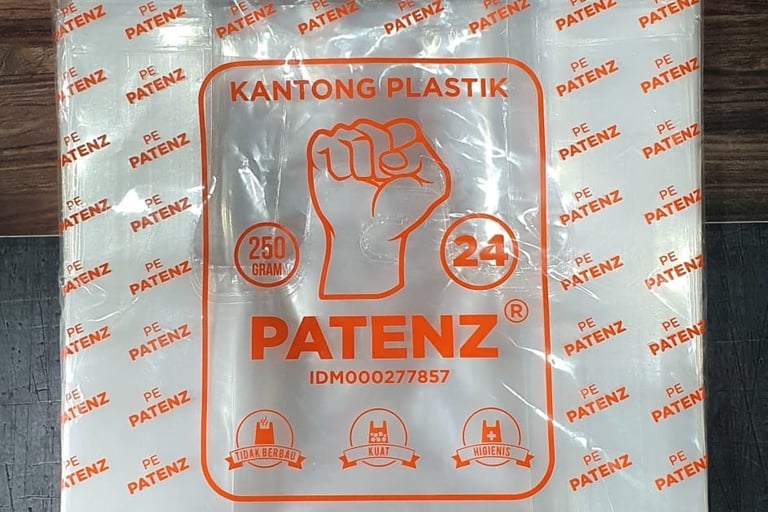 KANTONG PLASTIK
250
GRAM
24
PATENZ®
IDM000277857
TIDAK BERBAU
KUAT
HIGIENIS
PE
PATENZ